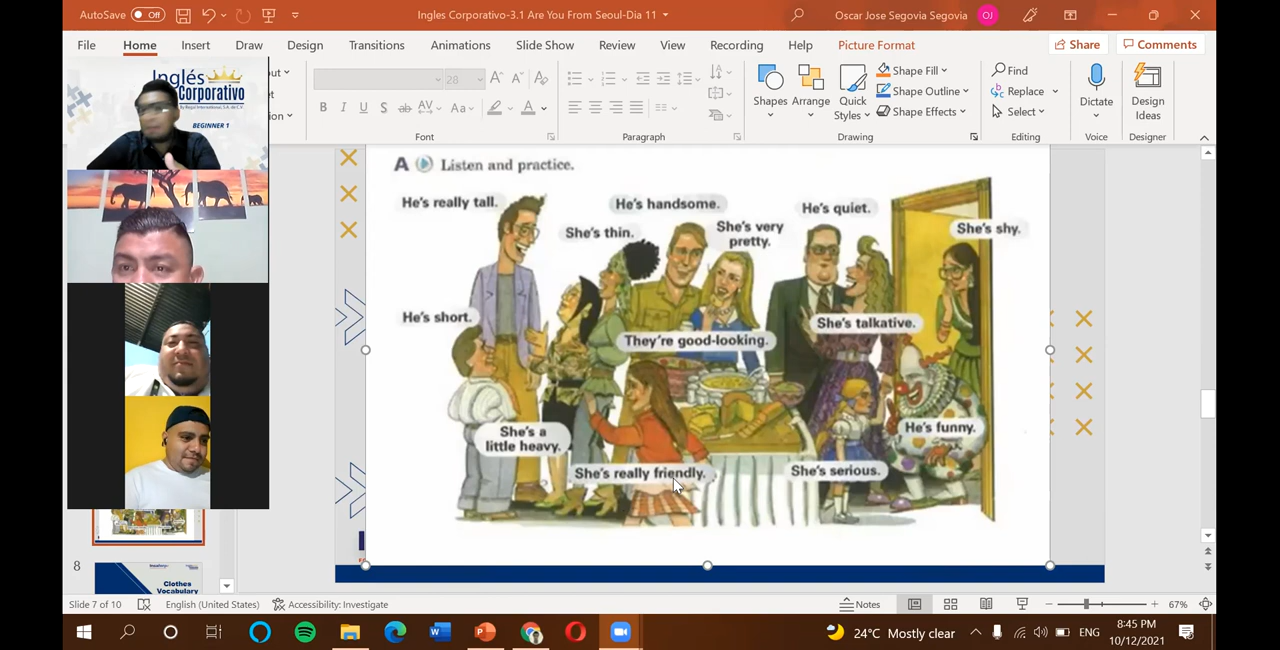 AutoSave Off
Ingles Corporativo-3.1 Are You From Seoul-Dia 11
Oscar Jose Segovia Segovia OJ
File Home Insert Draw Design Transitions Animations Slide Show Review View Recording Help Picture Format Share Comments
28
Shapes Arrange Quick Styles
Shape Fill
Shape Outline
Shape Effects
Find
Replace
Select
Dictate
Design Ideas
Font Paragraph Drawing Editing Voice Designer
Inglés
Corporativo
BEGINNER 1
A Listen and practice.
He's really tall.
He's handsome.
He's quiet.
She's thin.
She's very
pretty.
She's shy.
He's short.
She's talkative.
They're good-looking.
She's a
little heavy.
He's funny.
She's really friendly.
She's serious.
8
Clothes
Vocabulary
Slide 7 of 10 English (United States) Accessibility: Investigate Notes 67%
24°C Mostly clear ENG 8:45 PM
10/12/2021